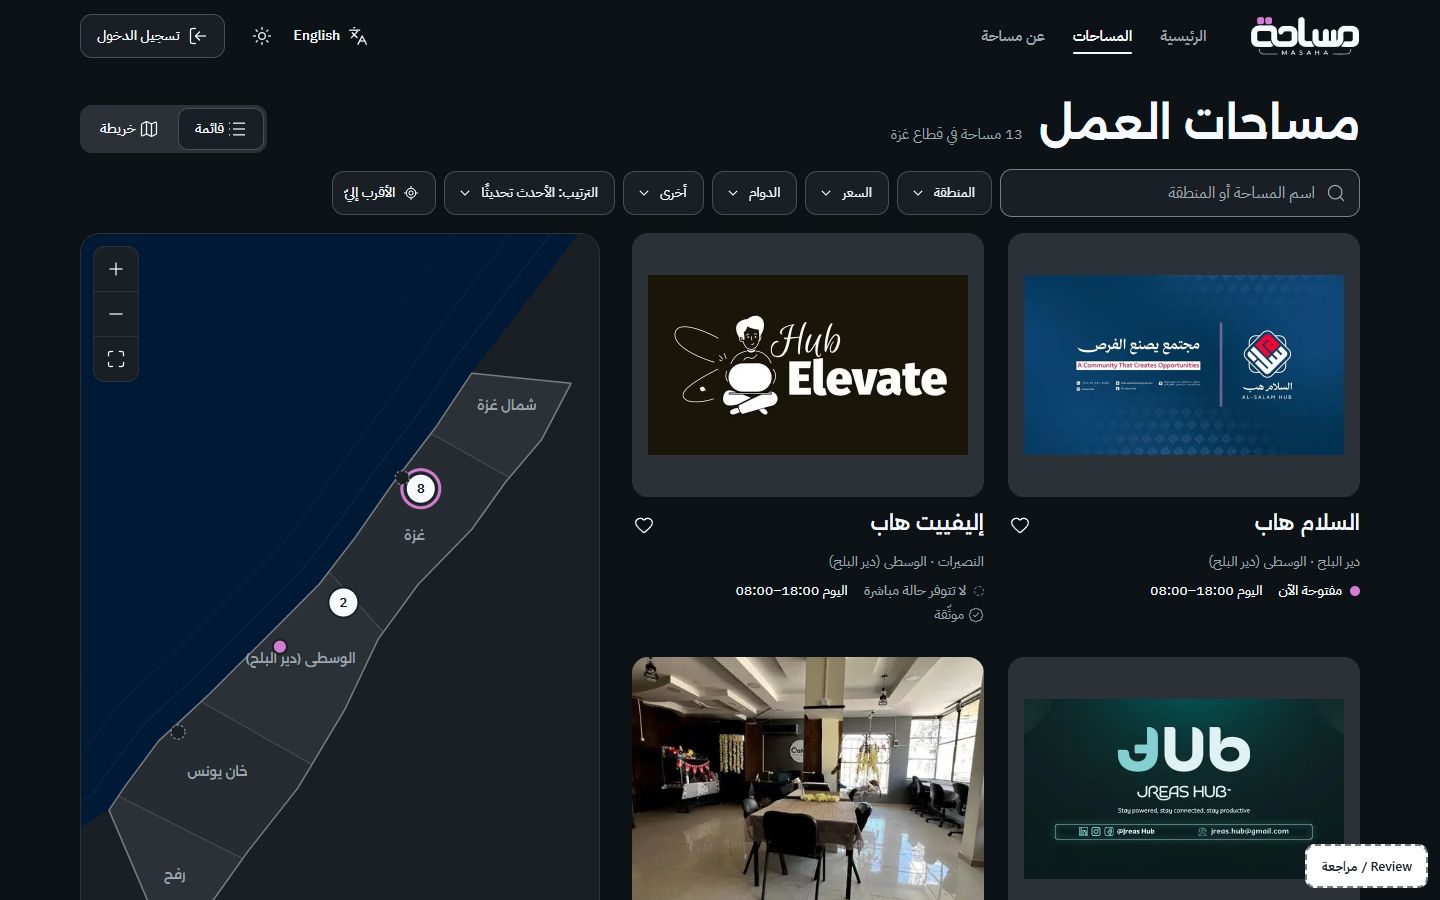 مساحة
MASAHA
الرئيسية
المساحات
عن مساحة
English
تسجيل الدخول
مساحات العمل
13 مساحة في قطاع غزة
قائمة
خريطة
اسم المساحة أو المنطقة
المنطقة
السعر
الدوام
أخرى
الترتيب: الأحدث تحديثًا
الأقرب إليّ
مجتمع يصنع الفرص
A Community That Creates Opportunities
السلام هب
AL-SALAM HUB
السلام هاب
دير البلح · الوسطى (دير البلح)
مفتوحة الآن
اليوم 18:00–08:00
Hub
Elevate
إليفييت هاب
النصيرات · الوسطى (دير البلح)
لا تتوفر حالة مباشرة
اليوم 18:00–08:00
موثّقة
JREAS HUB
Stay powered, stay connected, stay productive
@Jreas Hub
jreas.hub@gmail.com
شمال غزة
8
غزة
2
الوسطى (دير البلح)
خان يونس
رفح
مراجعة / Review